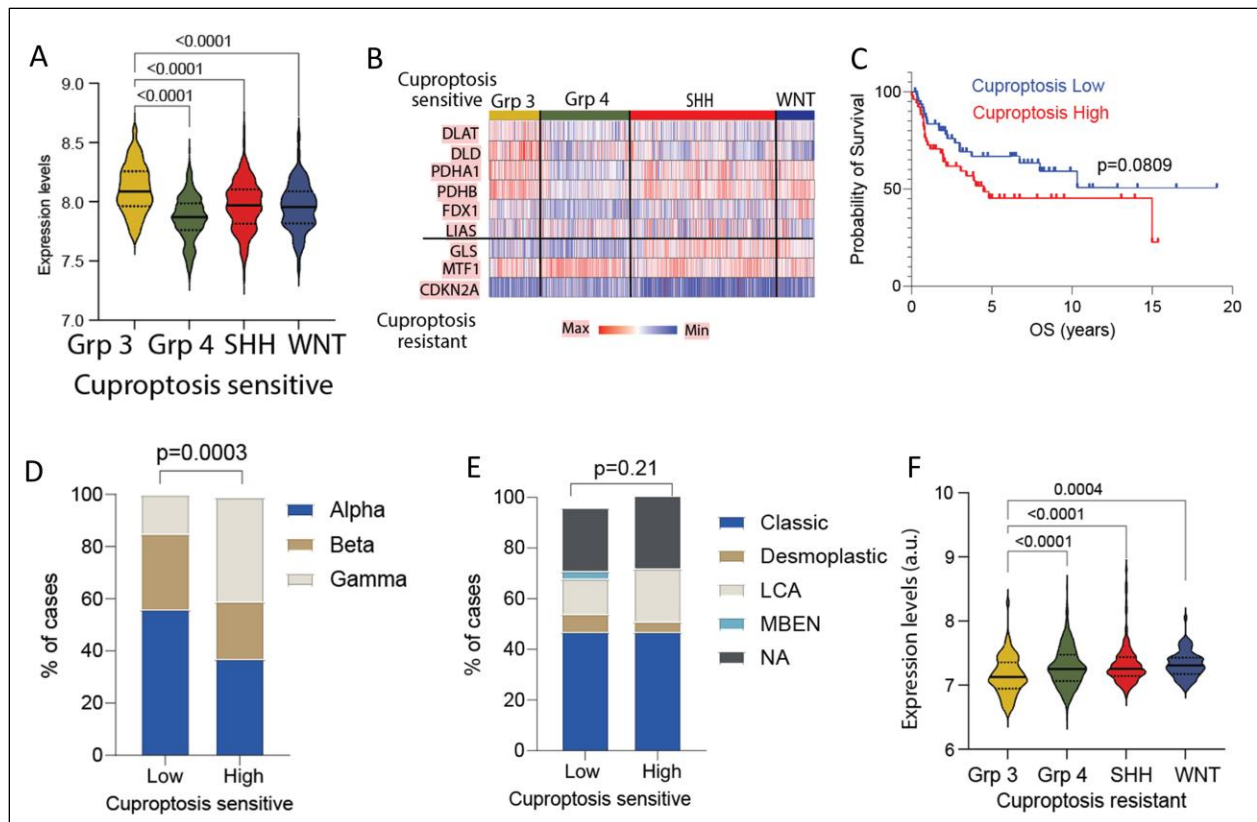 A
<0.0001
<0.0001
<0.0001
Expression levels
9.0
8.5
8.0
7.5
7.0
Grp 3 Grp 4 SHH WNT
Cuproptosis sensitive
B
Cuproptosis
sensitive
Grp 3 Grp 4 SHH WNT
DLAT
DLD
PDHA1
PDHB
FDX1
LIAS
GLS
MTF1
CDKN2A
Cuproptosis
resistant
Max Min
C
Cuproptosis Low
Cuproptosis High
p=0.0809
Probability of Survival
100
50
0
0 5 10 15 20
OS (years)
D
p=0.0003
% of cases
100
80
60
40
20
0
Alpha
Beta
Gamma
Low High
Cuproptosis sensitive
E
p=0.21
% of cases
100
80
60
40
20
0
Classic
Desmoplastic
LCA
MBEN
NA
Low High
Cuproptosis sensitive
F
0.0004
<0.0001
<0.0001
Expression levels (a.u.)
10
9
8
7
6
Grp 3 Grp 4 SHH WNT
Cuproptosis resistant